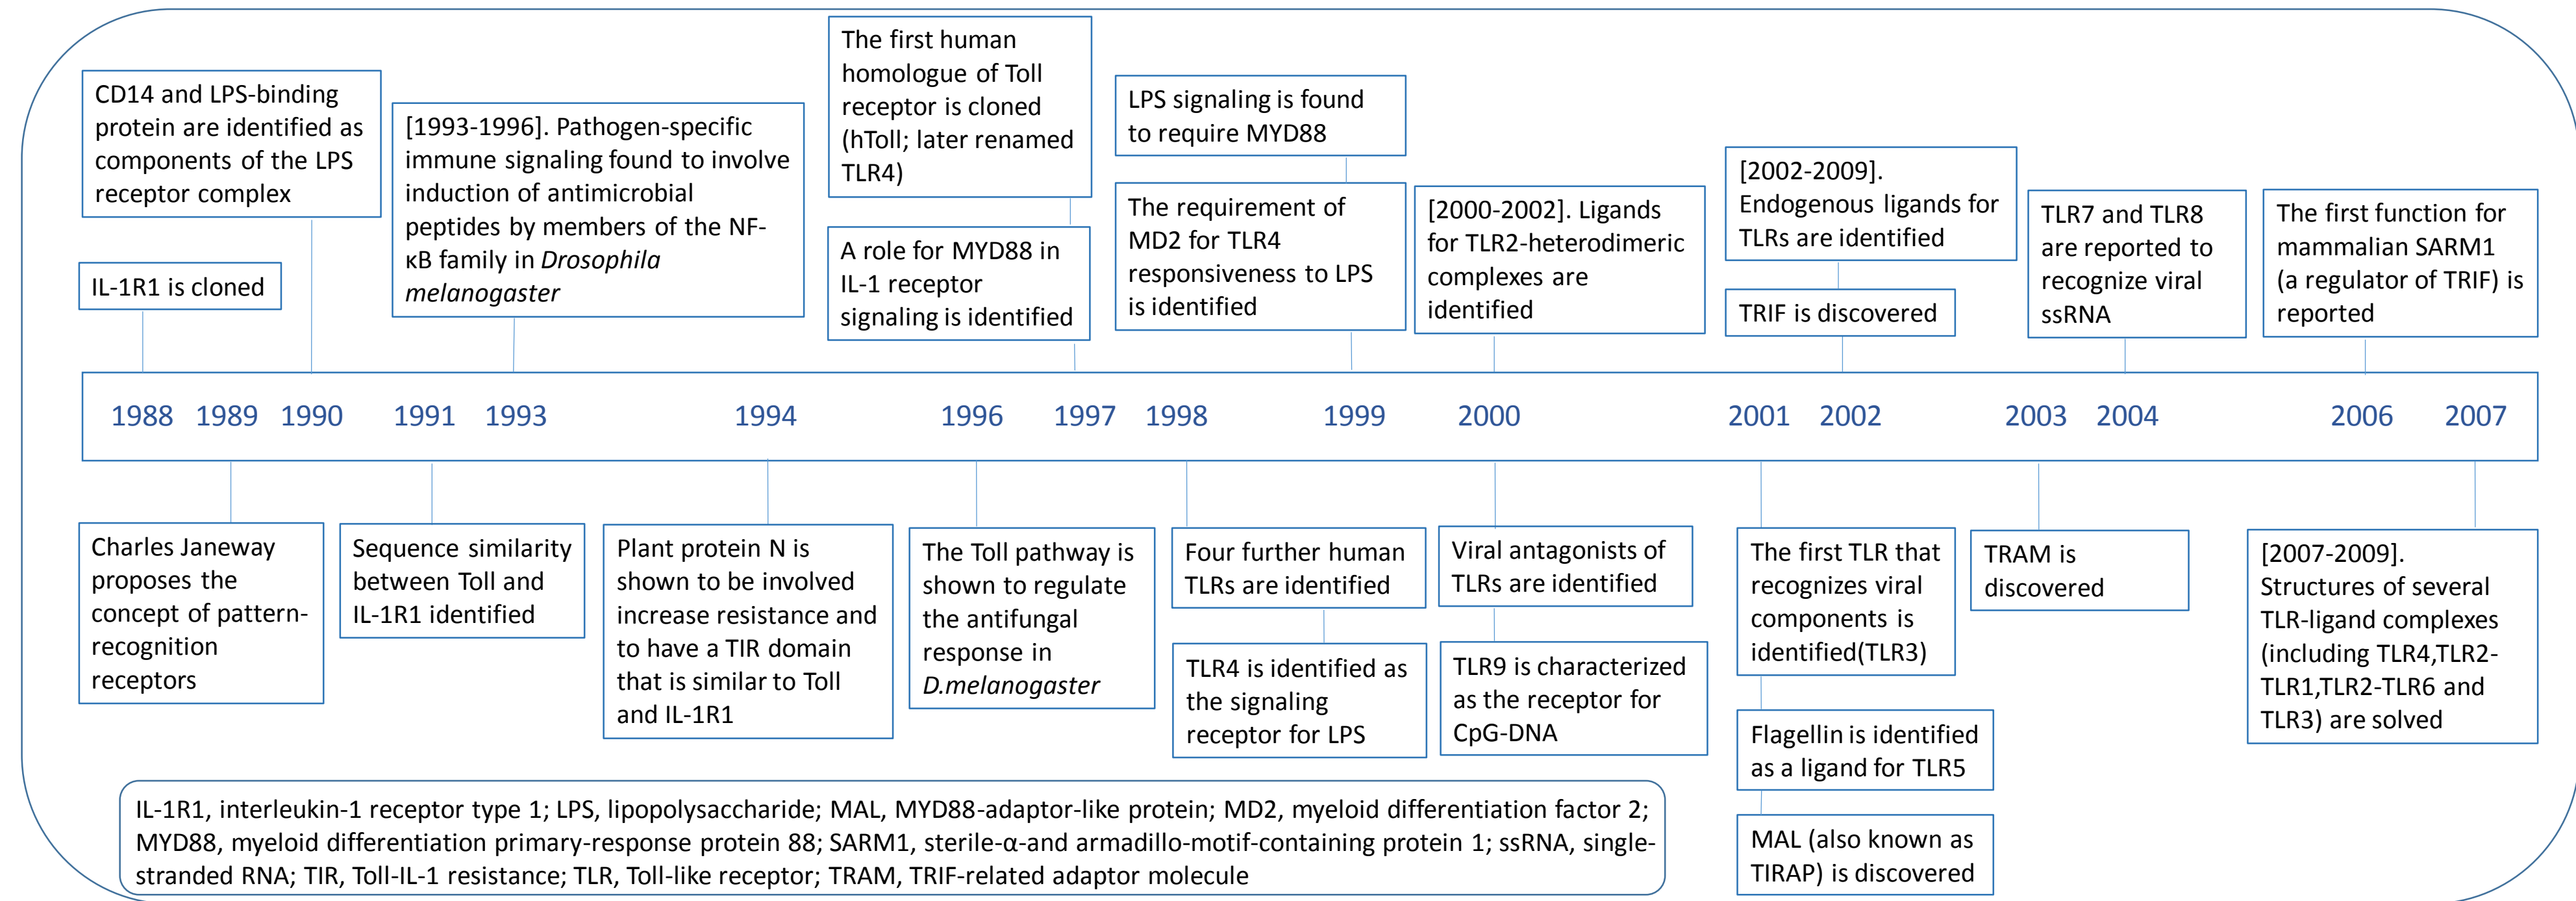 CD14 and LPS-binding
protein are identified as
components of the LPS
receptor complex
IL-1R1 is cloned
[1993-1996]. Pathogen-specific
immune signaling found to involve
induction of antimicrobial
peptides by members of the NF-
κB family in Drosophila
melanogaster
The first human
homologue of Toll
receptor is cloned
(hToll; later renamed
TLR4)
A role for MYD88 in
IL-1 receptor
signaling is identified
LPS signaling is found
to require MYD88
The requirement of
MD2 for TLR4
responsiveness to LPS
is identified
[2000-2002]. Ligands
for TLR2-heterodimeric
complexes are
identified
[2002-2009].
Endogenous ligands for
TLRs are identified
TRIF is discovered
TLR7 and TLR8
are reported to
recognize viral
ssRNA
The first function for
mammalian SARM1
(a regulator of TRIF) is
reported
1988 1989 1990 1991 1993 1994 1996 1997 1998 1999 2000 2001 2002 2003 2004 2006 2007
Charles Janeway
proposes the
concept of pattern-
recognition
receptors
Sequence similarity
between Toll and
IL-1R1 identified
Plant protein N is
shown to be involved
increase resistance and
to have a TIR domain
that is similar to Toll
and IL-1R1
The Toll pathway is
shown to regulate
the antifungal
response in
D.melanogaster
Four further human
TLRs are identified
TLR4 is identified as
the signaling
receptor for LPS
Viral antagonists of
TLRs are identified
TLR9 is characterized
as the receptor for
CpG-DNA
The first TLR that
recognizes viral
components is
identified(TLR3)
Flagellin is identified
as a ligand for TLR5
MAL (also known as
TIRAP) is discovered
TRAM is
discovered
[2007-2009].
Structures of several
TLR-ligand complexes
(including TLR4,TLR2-
TLR1,TLR2-TLR6 and
TLR3) are solved
IL-1R1, interleukin-1 receptor type 1; LPS, lipopolysaccharide; MAL, MYD88-adaptor-like protein; MD2, myeloid differentiation factor 2;
MYD88, myeloid differentiation primary-response protein 88; SARM1, sterile-α-and armadillo-motif-containing protein 1; ssRNA, single-
stranded RNA; TIR, Toll-IL-1 resistance; TLR, Toll-like receptor; TRAM, TRIF-related adaptor molecule